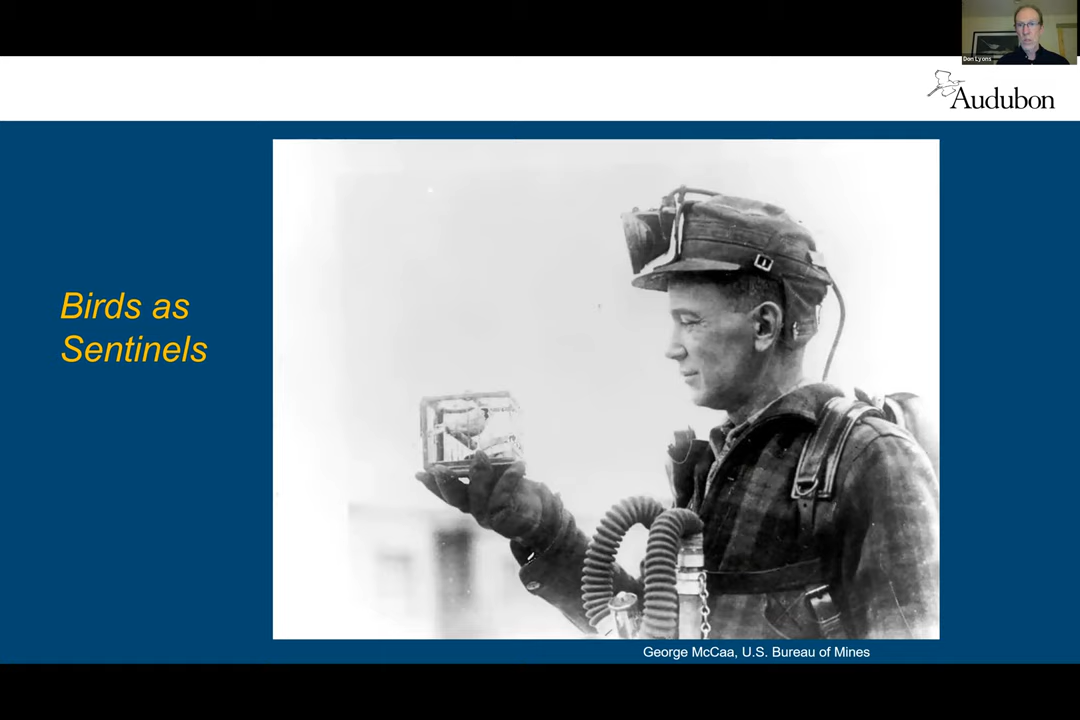 Don Lyons
Audubon
Birds as
Sentinels
George McCaa, U.S. Bureau of Mines